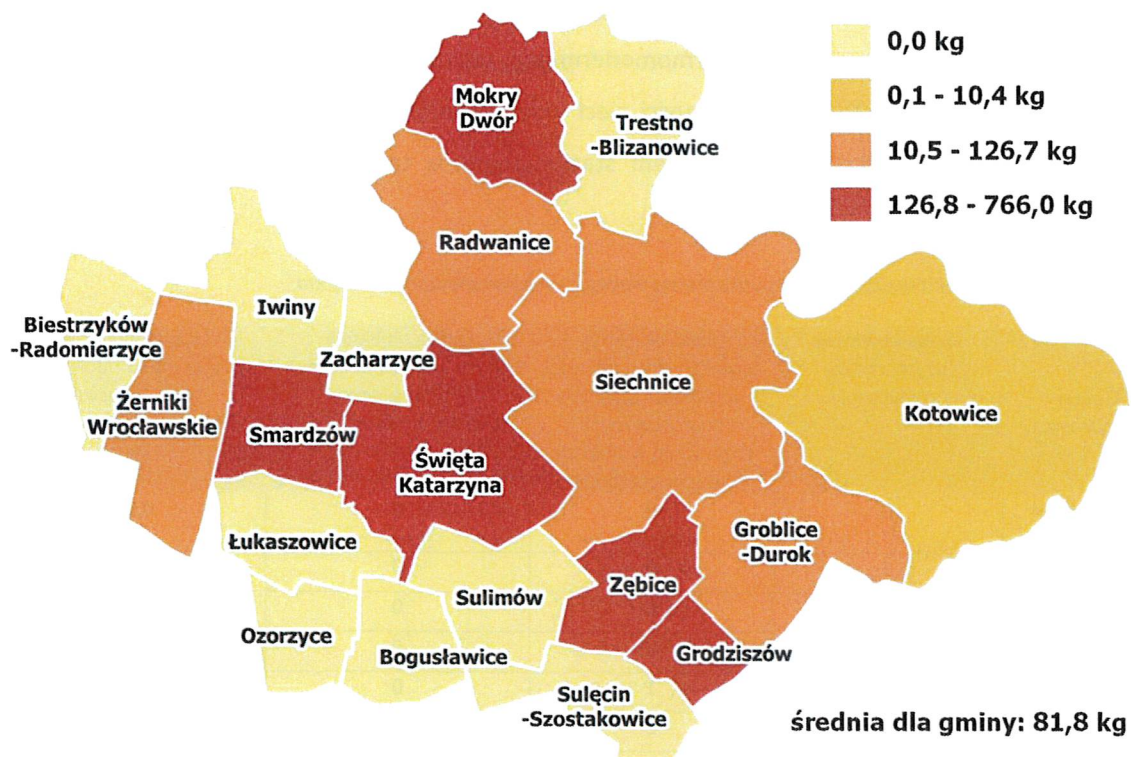 0,0 kg
0,1 - 10,4 kg
10,5 - 126,7 kg
126,8 - 766,0 kg
Mokry
Dwór
Trestno
-Blizanowice
Radwanice
Iwiny
Biestrzyków
-Radomierzyce
Zacharzyce
Siechnice
Kotowice
Żerniki
Wrocławskie
Smardzów
Święta
Katarzyna
Łukaszowice
Groblice
-Durok
Zębice
Sulimów
Ozorzyce
Bogusławice
Grodziszów
Sulęcin
-Szostakowice
średnia dla gminy: 81,8 kg